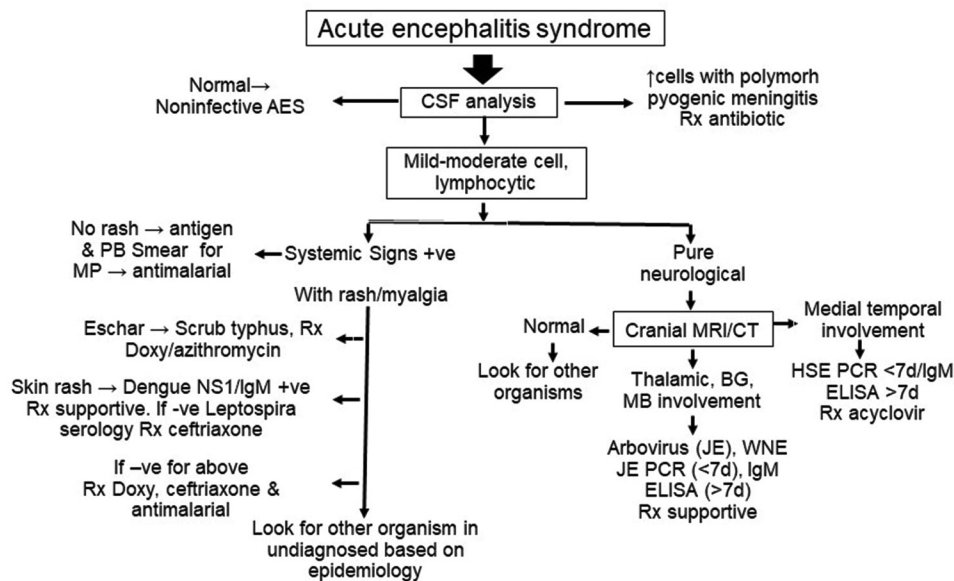 Acute encephalitis syndrome
Normal→
Noninfective AES
CSF analysis
↑cells with polymorh
pyogenic meningitis
Rx antibiotic
Mild-moderate cell,
lymphocytic
No rash → antigen
& PB Smear for
MP → antimalarial
Systemic Signs +ve
Pure
neurological
With rash/myalgia
Eschar → Scrub typhus, Rx
Doxy/azithromycin
Skin rash → Dengue NS1/IgM +ve
Rx supportive. If -ve Leptospira
serology Rx ceftriaxone
If –ve for above
Rx Doxy, ceftriaxone &
antimalarial
Look for other organism in
undiagnosed based on
epidemiology
Normal
Look for other
organisms
Cranial MRI/CT
Thalamic, BG,
MB involvement
Arbovirus (JE), WNE
JE PCR (<7d), IgM
ELISA (>7d)
Rx supportive
Medial temporal
involvement
HSE PCR <7d/IgM
ELISA >7d
Rx acyclovir